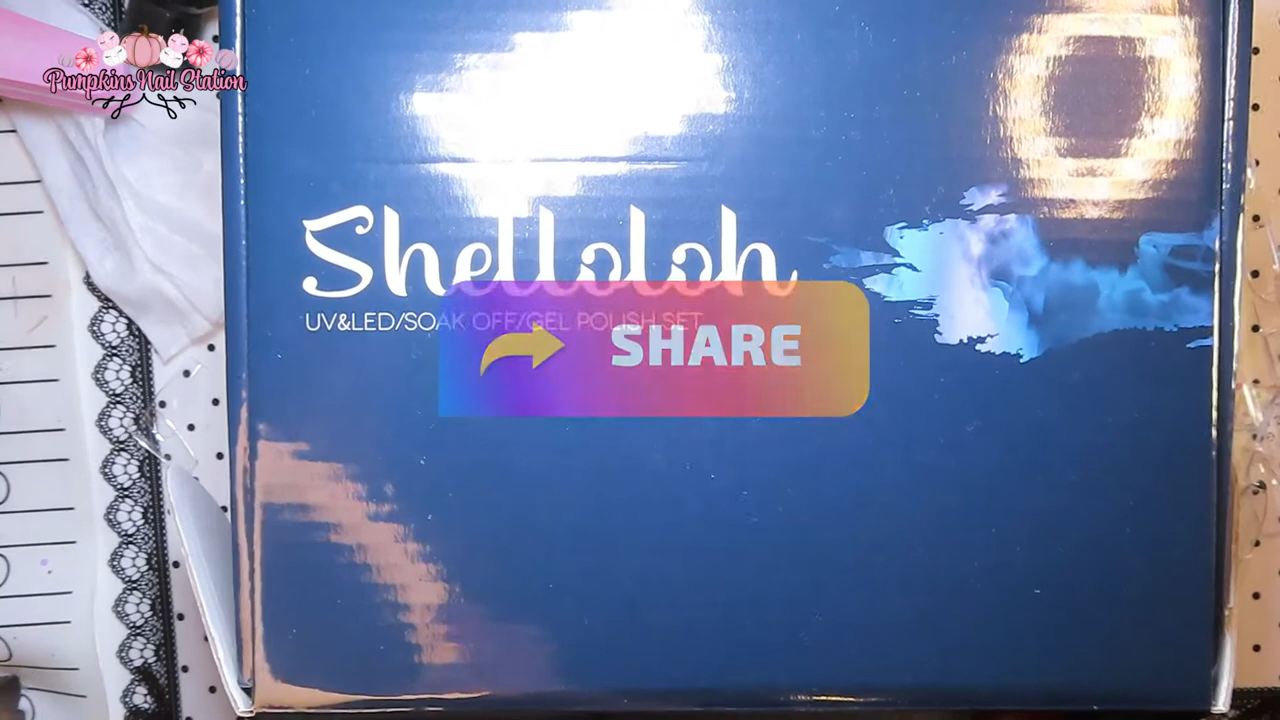 Pumpkins Nail Station
Shelloloh
UV&LED/SOAK OFF/GEL POLISH SET
SHARE